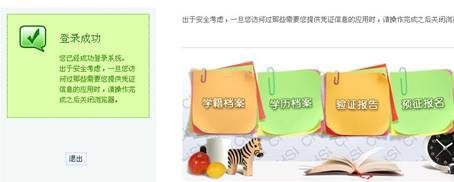 登录成功
您已经成功登录系统。
出于安全考虑，一旦您访
问过那些需要您提供凭证
信息的应用时，请操作完
成之后关闭浏览器。
退出
出于安全考虑，一旦您访问过那些需要您提供凭证信息的应用时，请操作完成之后关闭浏
学籍档案
学历档案
验证报告
预征报名